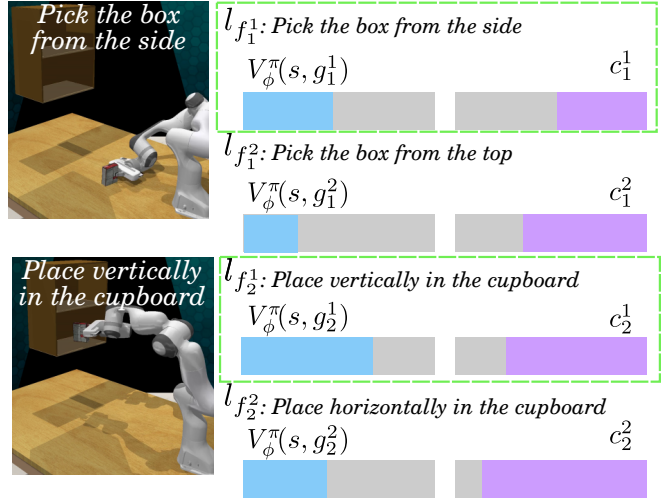 Pick the box
from the side
l_{f_1^1}: Pick the box from the side
V_ϕ^π(s, g_1^1) c_1^1
l_{f_1^2}: Pick the box from the top
V_ϕ^π(s, g_1^2) c_1^2
Place vertically
in the cupboard
l_{f_2^1}: Place vertically in the cupboard
V_ϕ^π(s, g_2^1) c_2^1
l_{f_2^2}: Place horizontally in the cupboard
V_ϕ^π(s, g_2^2) c_2^2